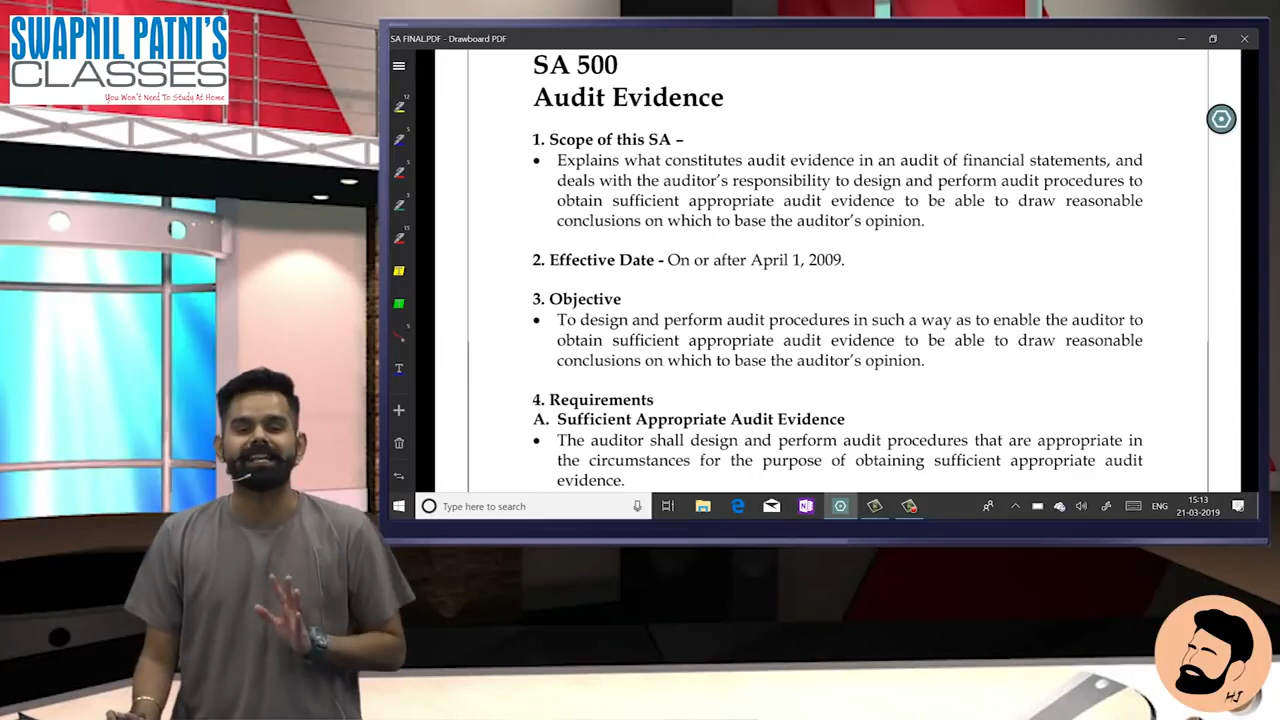 SWAPNIL PATNI'S
CLASSES
You Won't Need To Study At Home
SA FINAL.PDF - Drawboard PDF
SA 500
Audit Evidence
1. Scope of this SA –
• Explains what constitutes audit evidence in an audit of financial statements, and
deals with the auditor's responsibility to design and perform audit procedures to
obtain sufficient appropriate audit evidence to be able to draw reasonable
conclusions on which to base the auditor's opinion.
2. Effective Date - On or after April 1, 2009.
3. Objective
• To design and perform audit procedures in such a way as to enable the auditor to
obtain sufficient appropriate audit evidence to be able to draw reasonable
conclusions on which to base the auditor's opinion.
4. Requirements
A. Sufficient Appropriate Audit Evidence
• The auditor shall design and perform audit procedures that are appropriate in
the circumstances for the purpose of obtaining sufficient appropriate audit
evidence.
Type here to search
ENG
15:13
21-03-2019
HJ